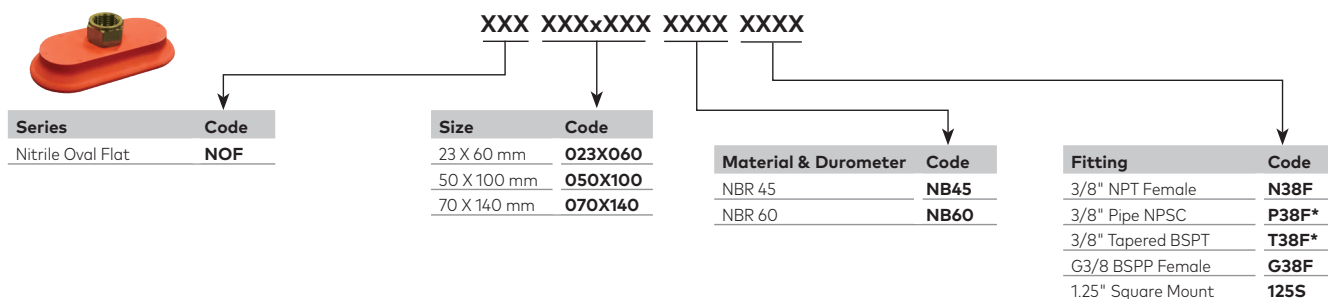 XXX XXXxXXX XXXX XXXX
Series Code
Nitrile Oval Flat NOF
Size Code
23 X 60 mm 023X060
50 X 100 mm 050X100
70 X 140 mm 070X140
Material & Durometer Code
NBR 45 NB45
NBR 60 NB60
Fitting Code
3/8" NPT Female N38F
3/8" Pipe NPSC P38F*
3/8" Tapered BSPT T38F*
G3/8 BSPP Female G38F
1.25" Square Mount 125S